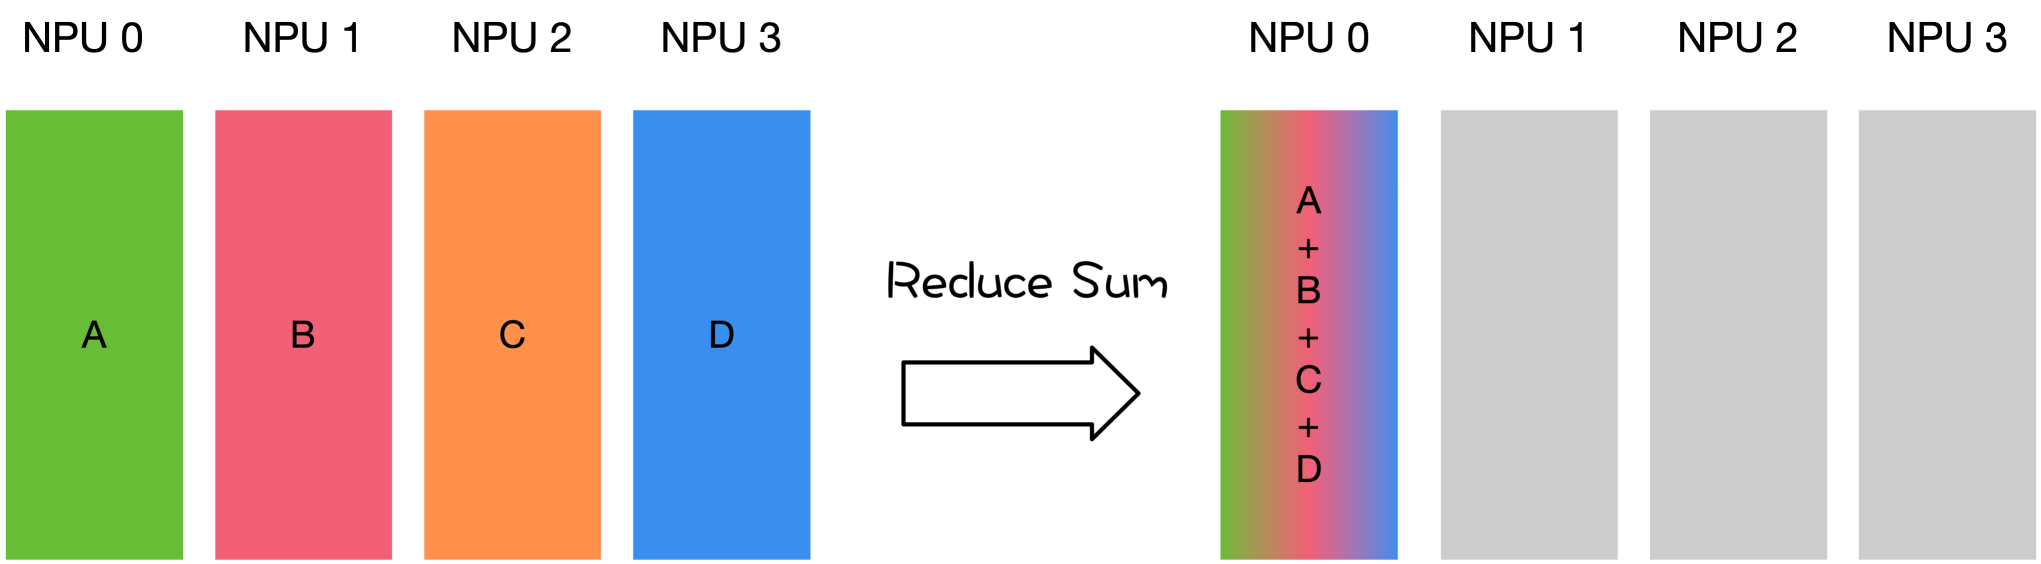 NPU 0 NPU 1 NPU 2 NPU 3 NPU 0 NPU 1 NPU 2 NPU 3
A B C D
Reduce Sum
A
+
B
+
C
+
D